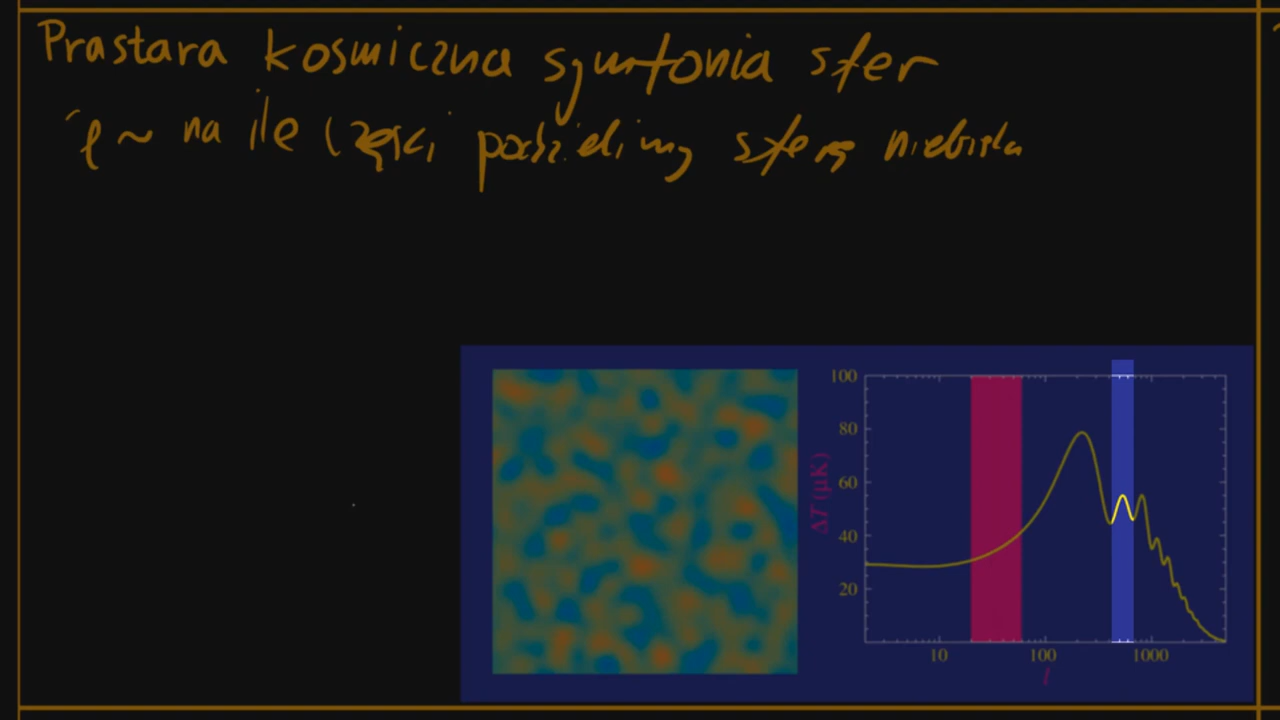 Prastara kosmiczna symfonia sfer
l ~ na ile części podzielimy sferę niebieską
100
80
60
40
20
ΔT (μK)
10 100 1000
l